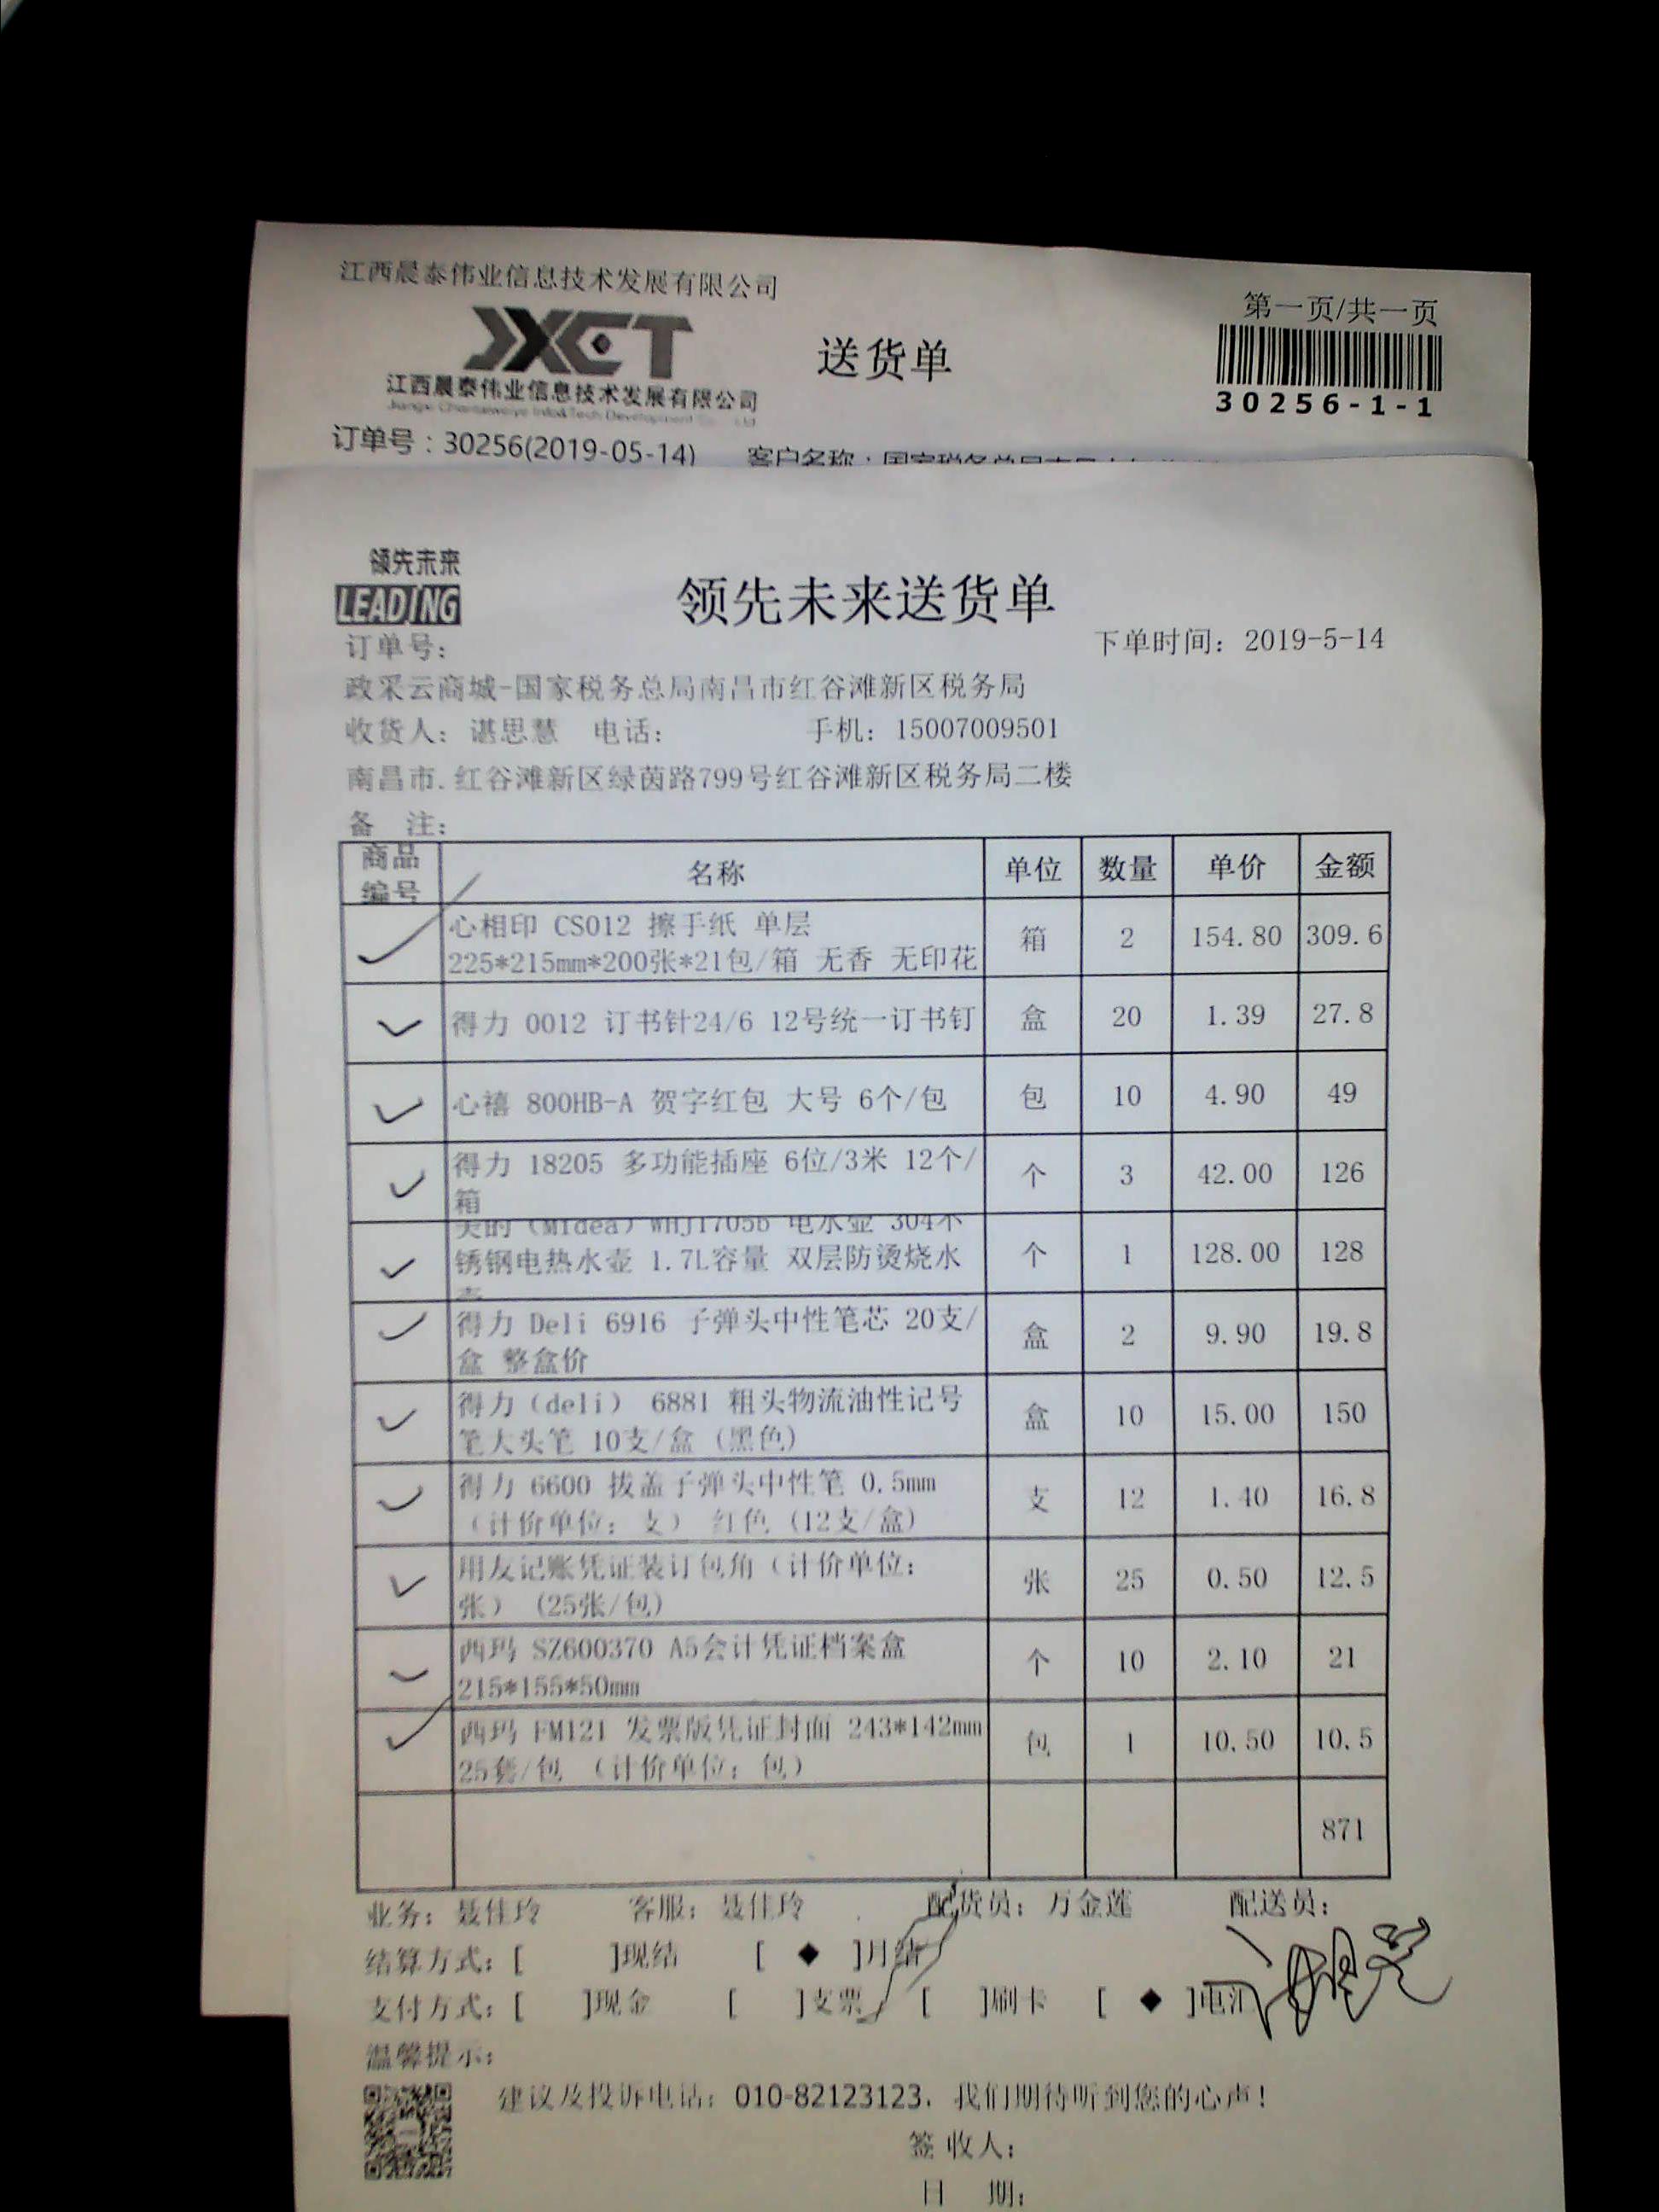 江西晨泰伟业信息技术发展有限公司
第一页/共一页
JXCT
送货单
江西晨泰伟业信息技术发展有限公司
30256-1-1
订单号：30256(2019-05-14) 客户名称：国家税务总局
领先未来
LEADING
领先未来送货单
订单号：
下单时间：2019-5-14
政采云商城-国家税务总局南昌市红谷滩新区税务局
收货人：谌思慧 电话： 手机：15007009501
南昌市.红谷滩新区绿茵路799号红谷滩新区税务局二楼
备 注：
商品编号 名称 单位 数量 单价 金额
心相印 CS012 擦手纸 单层
225*215mm*200张*21包/箱 无香 无印花 箱 2 154.80 309.6
得力 0012 订书针24/6 12号统一订书钉 盒 20 1.39 27.8
心禧 800HB-A 贺字红包 大号 6个/包 包 10 4.90 49
得力 18205 多功能插座 6位/3米 12个/
箱 个 3 42.00 126
美的（Midea）WHJ1705b 电水壶 304不
锈钢电热水壶 1.7L容量 双层防烫烧水 个 1 128.00 128
得力 Deli 6916 子弹头中性笔芯 20支/
盒 整盒价 盒 2 9.90 19.8
得力（deli） 6881 粗头物流油性记号
笔大头笔 10支/盒 (黑色) 盒 10 15.00 150
得力 6600 拔盖子弹头中性笔 0.5mm
（计价单位：支） 红色 (12支/盒) 支 12 1.40 16.8
用友记账凭证装订包角（计价单位：
张） (25张/包) 张 25 0.50 12.5
西玛 SZ600370 A5会计凭证档案盒
215*155*50mm 个 10 2.10 21
西玛 FM121 发票版凭证封面 243*142mm
25套/包 （计价单位：包） 包 1 10.50 10.5
871
业务：聂佳玲 客服：聂佳玲 配货员：万金莲 配送员：
结算方式：[ ]现结 [ ◆ ]月结
支付方式：[ ]现金 [ ]支票 [ ]刷卡 [ ◆ ]电汇
温馨提示：
建议及投诉电话：010-82123123. 我们期待听到您的心声！
签收人：
日 期：